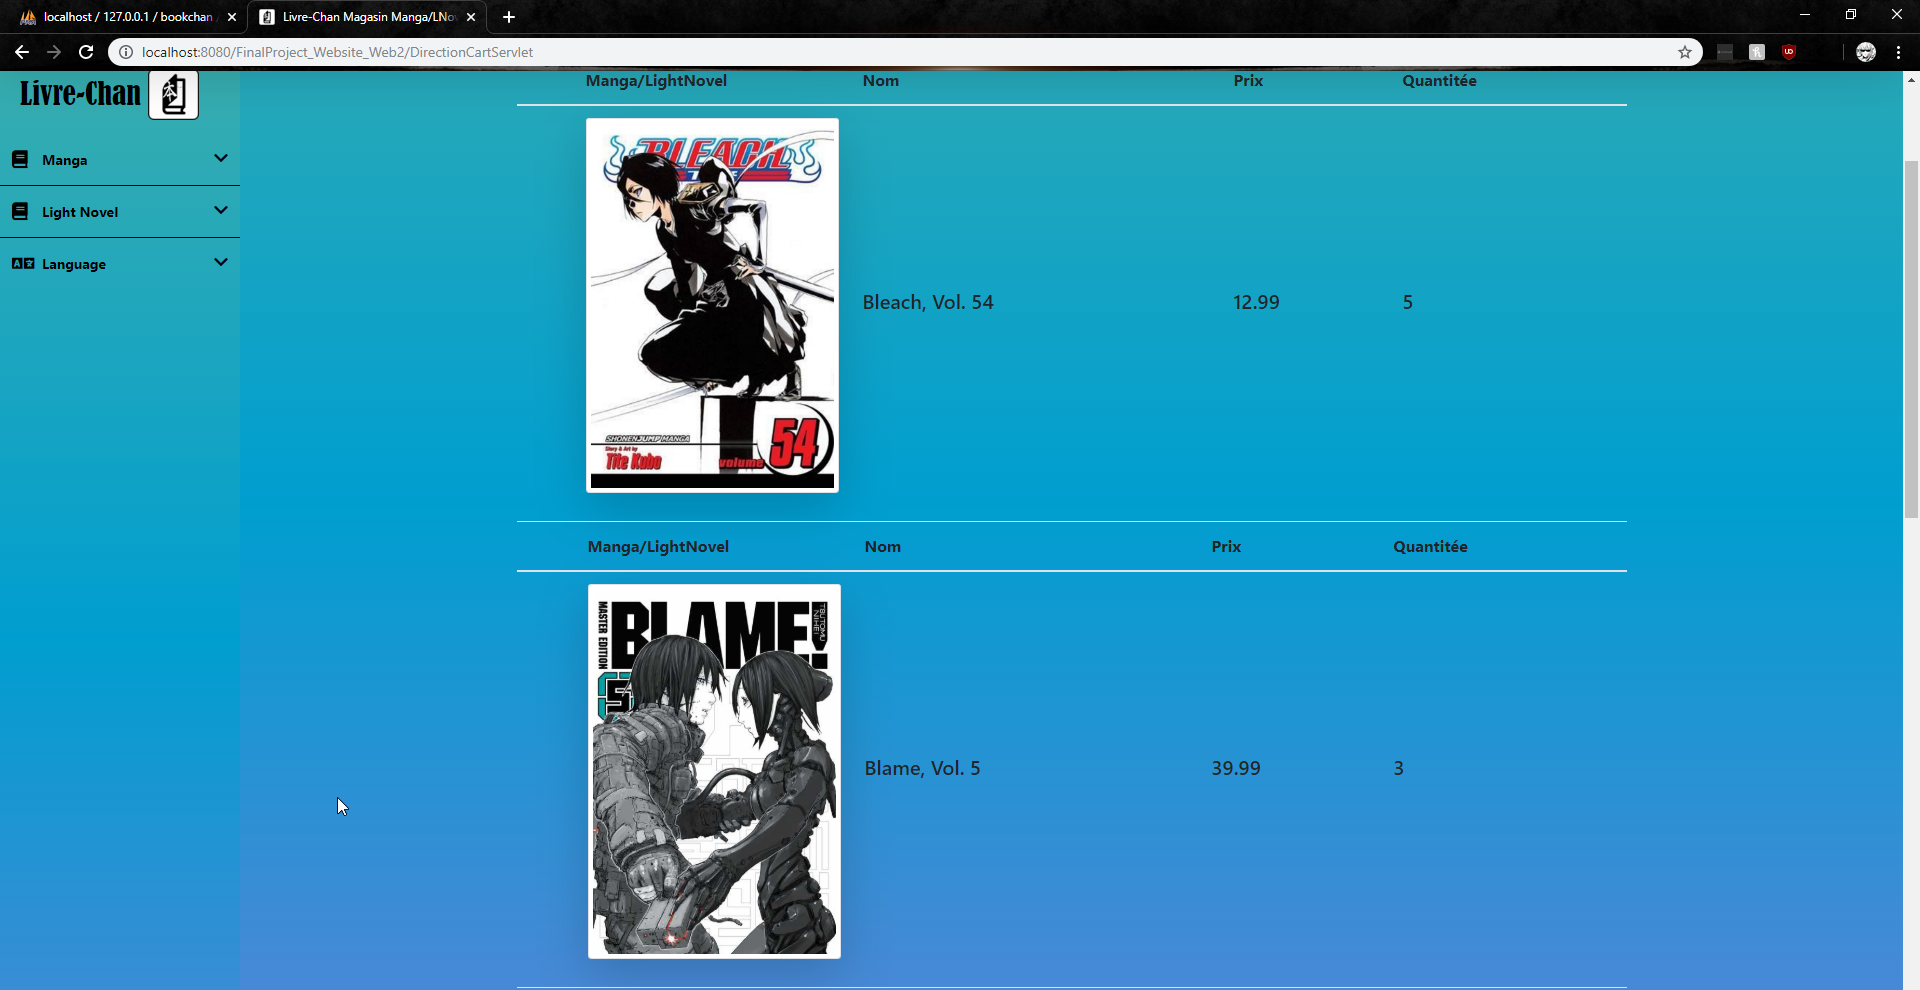 localhost / 127.0.0.1 / bookchan
Livre-Chan Magasin Manga/LNo
localhost:8080/FinalProject_Website_Web2/DirectionCartServlet
Livre-Chan
本
Manga
Light Novel
Language
Manga/LightNovel Nom Prix Quantitée
BLEACH
SHONEN JUMP MANGA
Story & Art by
Tite Kubo
volume 54
Bleach, Vol. 54 12.99 5
Manga/LightNovel Nom Prix Quantitée
MASTER EDITION
BLAME!
TSUTOMU NIHEI
5
Blame, Vol. 5 39.99 3